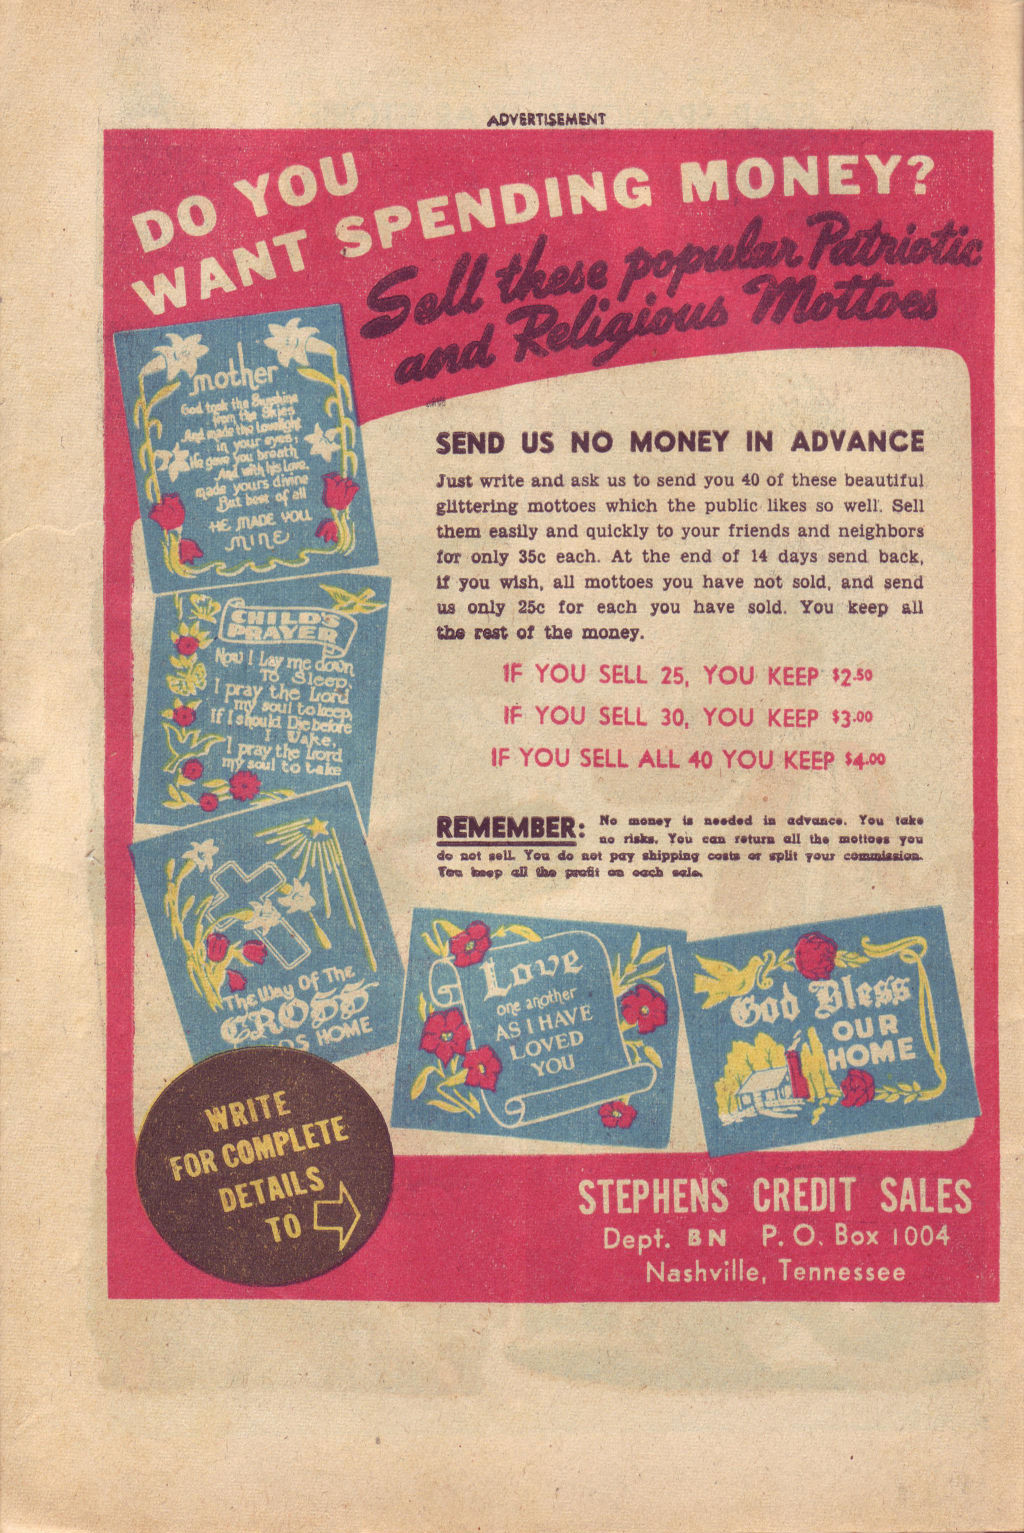 ADVERTISEMENT
DO YOU
WANT SPENDING MONEY?
Sell these popular Patriotic
and Religious Mottoes
mother
God took the Sunshine
from the Skies
And made the Lovelight
in your eyes;
He gave you breath
And with his Love,
made yours divine
But best of all
HE MADE YOU
MINE
SEND US NO MONEY IN ADVANCE
Just write and ask us to send you 40 of these beautiful
glittering mottoes which the public likes so well. Sell
them easily and quickly to your friends and neighbors
for only 35c each. At the end of 14 days send back,
if you wish, all mottoes you have not sold, and send
us only 25c for each you have sold. You keep all
the rest of the money.
IF YOU SELL 25, YOU KEEP $2.50
IF YOU SELL 30, YOU KEEP $3.00
IF YOU SELL ALL 40 YOU KEEP $4.00
CHILD'S
PRAYER
Now I Lay me down
To Sleep,
I pray the Lord
my soul to keep,
If I should Die before
I Wake,
I pray the Lord
my soul to take
REMEMBER: No money is needed in advance. You take
no risks. You can return all the mottoes you
do not sell. You do not pay shipping costs or split your commission.
You keep all the profit on each sale.
The Way Of The
CROSS
DS HOME
Love
one another
AS I HAVE
LOVED
YOU
God Bless
OUR
HOME
WRITE
FOR COMPLETE
DETAILS
TO
STEPHENS CREDIT SALES
Dept. BN P. O. Box 1004
Nashville, Tennessee